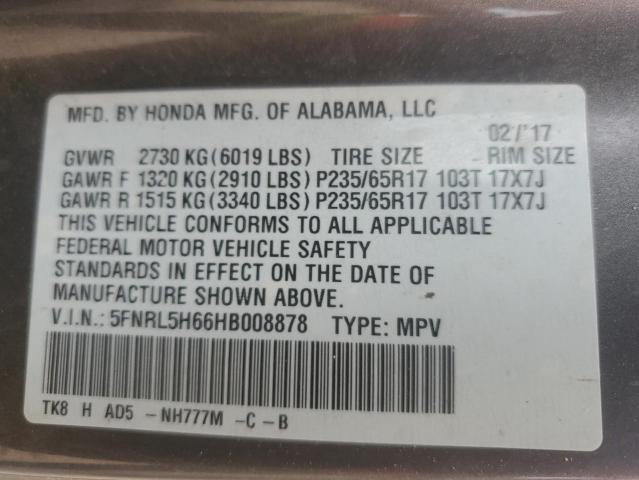 MFD. BY HONDA MFG. OF ALABAMA, LLC
02/'17
GVWR 2730 KG(6019 LBS) TIRE SIZE RIM SIZE
GAWR F 1320 KG(2910 LBS) P235/65R17 103T 17X7J
GAWR R 1515 KG(3340 LBS) P235/65R17 103T 17X7J
THIS VEHICLE CONFORMS TO ALL APPLICABLE
FEDERAL MOTOR VEHICLE SAFETY
STANDARDS IN EFFECT ON THE DATE OF
MANUFACTURE SHOWN ABOVE.
V.I.N.: 5FNRL5H66HB008878 TYPE: MPV
TK8 H AD5 -NH777M -C-B